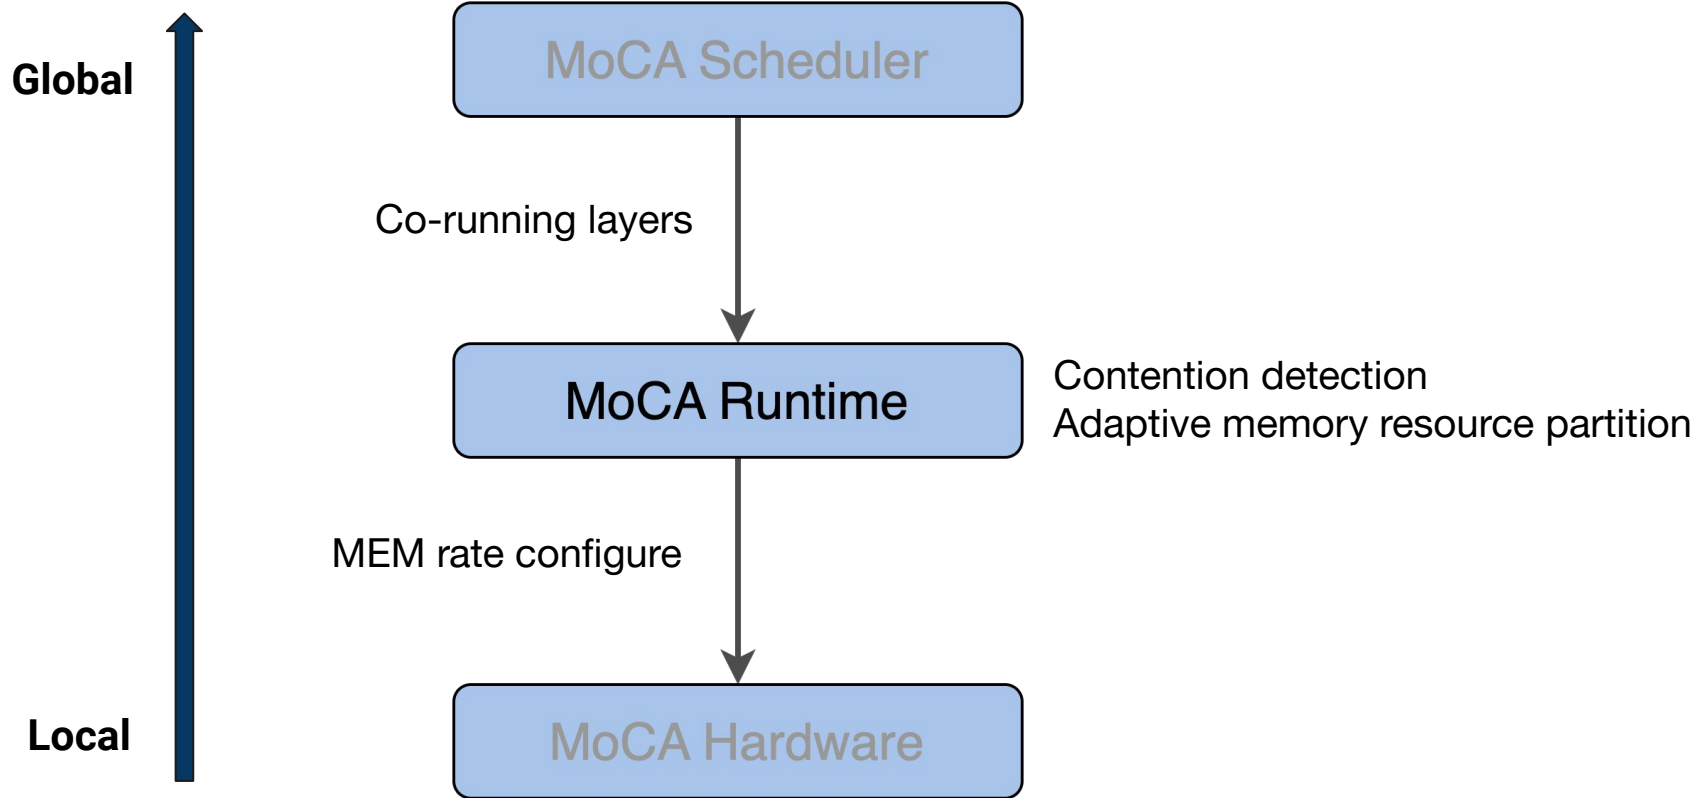 MoCA Scheduler
Global
Co-running layers
MoCA Runtime
Contention detection
Adaptive memory resource partition
MEM rate configure
Local
MoCA Hardware